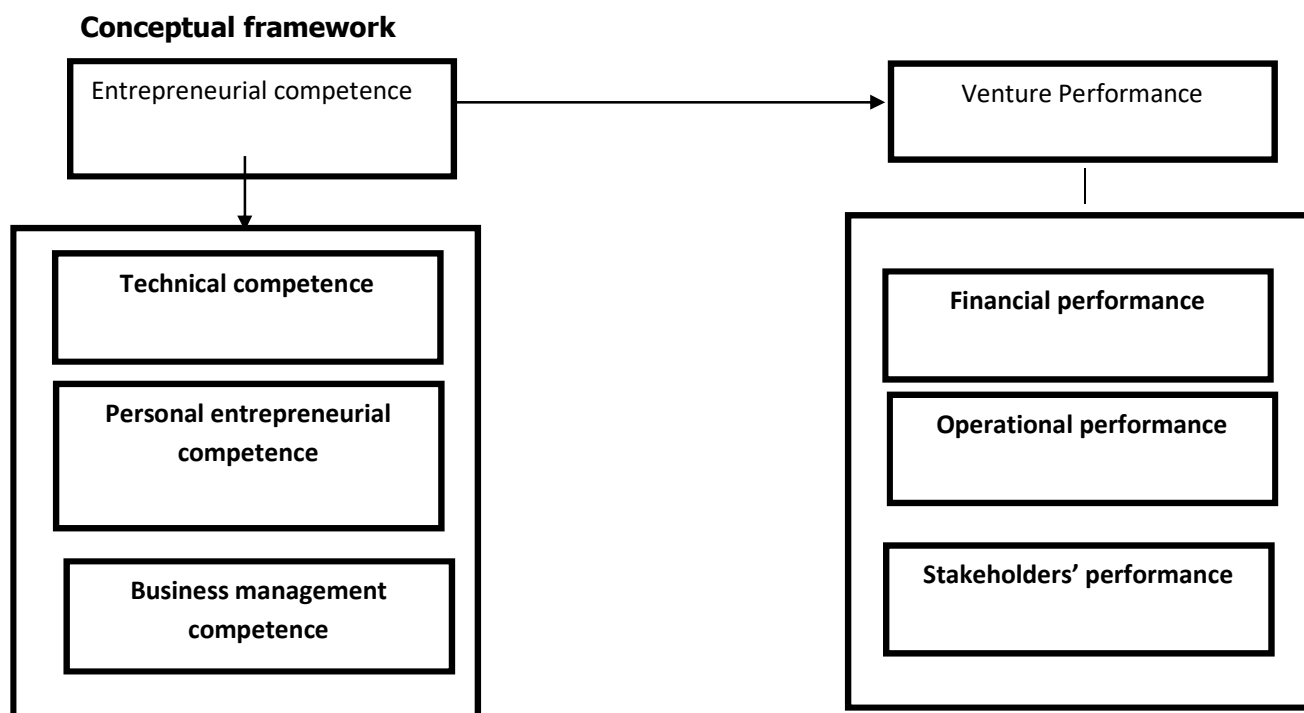 Conceptual framework
Entrepreneurial competence
Venture Performance
Technical competence
Personal entrepreneurial
competence
Business management
competence
Financial performance
Operational performance
Stakeholders’ performance